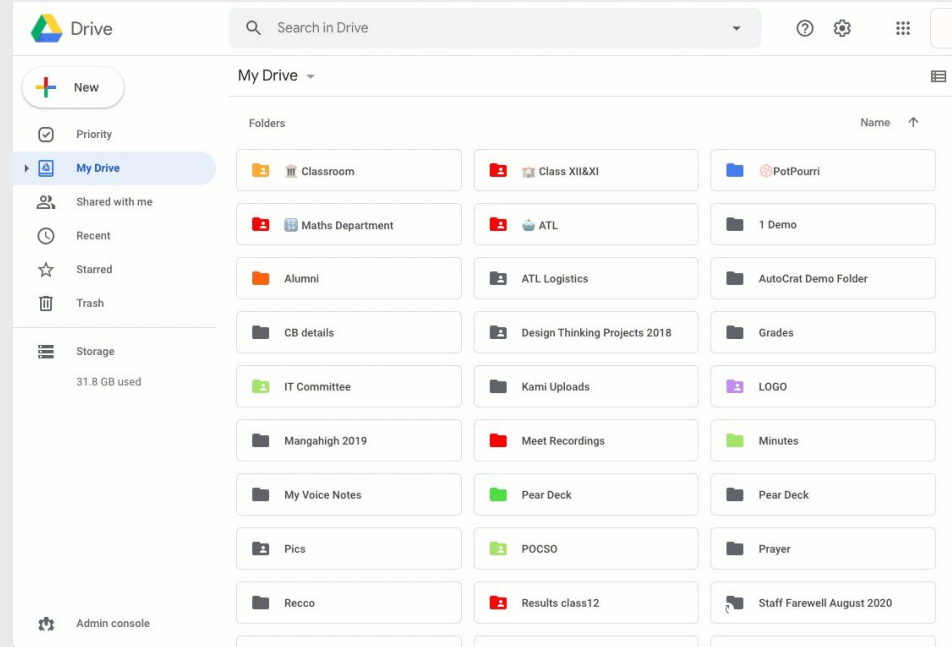 Drive
Search in Drive
New
Priority
My Drive
Shared with me
Recent
Starred
Trash
Storage
31.8 GB used
Admin console
My Drive
Folders
Name
Classroom
Class XII&XI
PotPourri
Maths Department
ATL
1 Demo
Alumni
ATL Logistics
AutoCrat Demo Folder
CB details
Design Thinking Projects 2018
Grades
IT Committee
Kami Uploads
LOGO
Mangahigh 2019
Meet Recordings
Minutes
My Voice Notes
Pear Deck
Pear Deck
Pics
POCSO
Prayer
Recco
Results class12
Staff Farewell August 2020